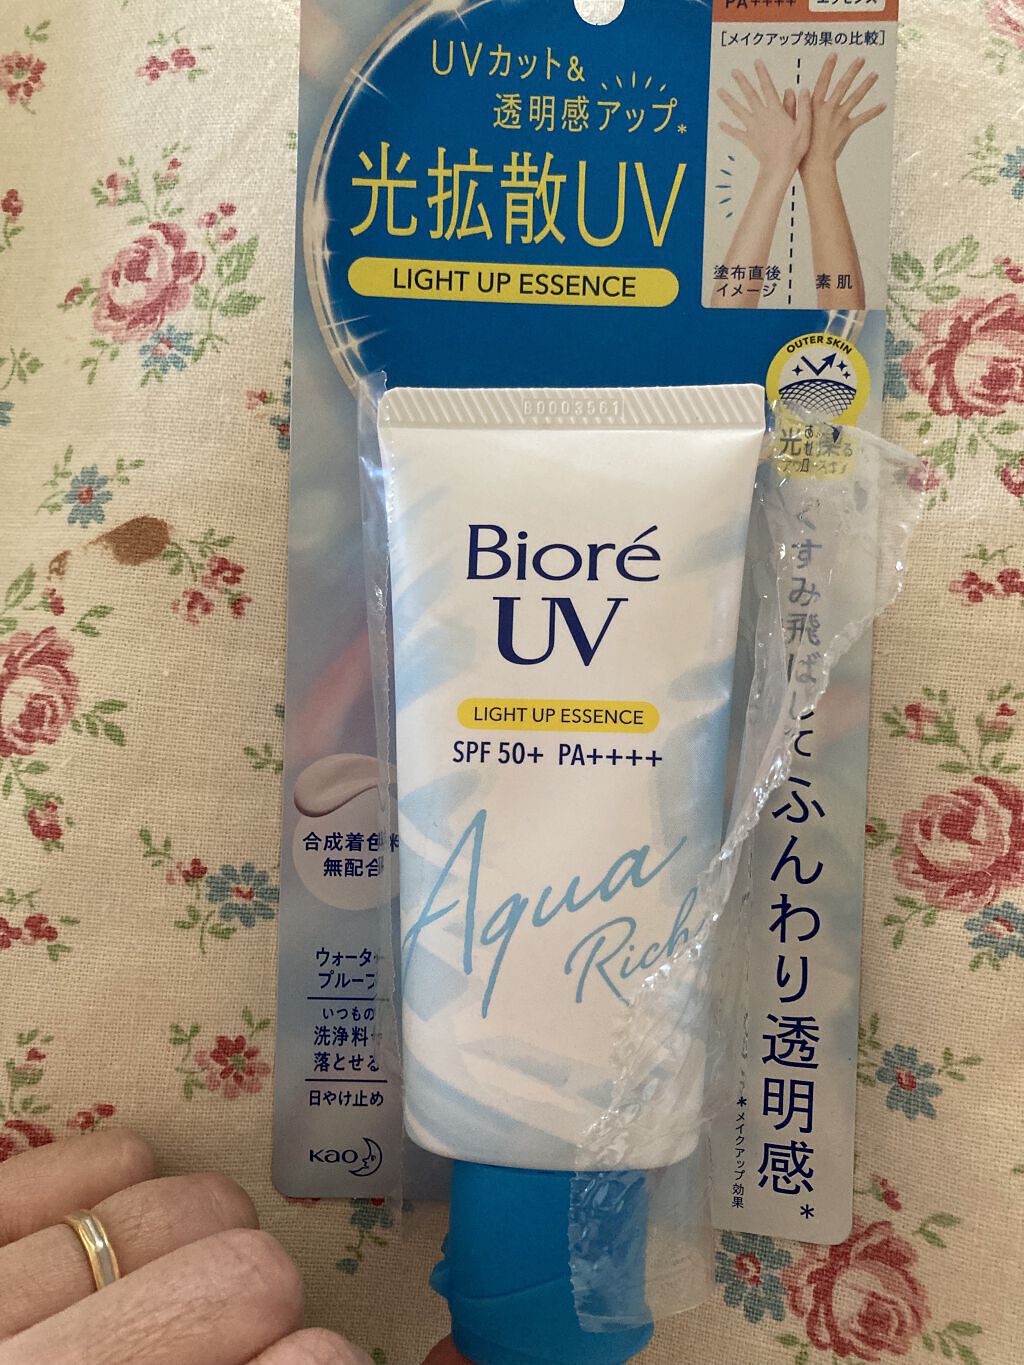 PA++++
エッセンス
[メイクアップ効果の比較]
UVカット&
透明感アップ*
光拡散UV
LIGHT UP ESSENCE
塗布直後
イメージ
素肌
OUTER SKIN
B0003561
Bioré
UV
LIGHT UP ESSENCE
SPF 50+ PA++++
Aqua
Rich
くすみ飛ばしてふんわり透明感*
*メイクアップ効果
合成着色料
無配合
ウォーター
プルーフ
いつもの
洗浄料
落とせる
日やけ止め
Kao